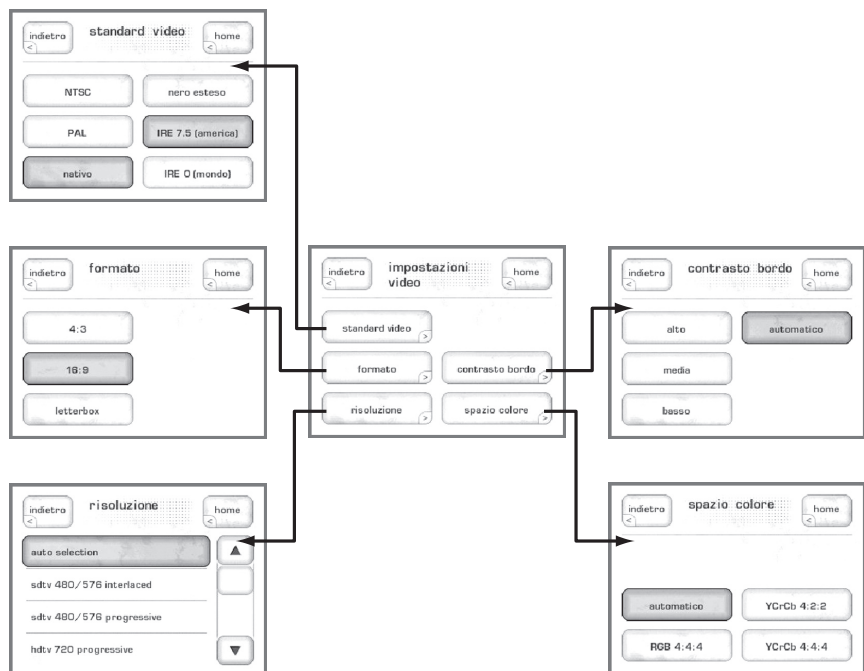 indietro
<
standard video
home
<
NTSC
nero esteso
PAL
IRE 7.5 (america)
nativo
IRE 0 (mondo)
indietro
<
formato
home
<
4:3
16:9
letterbox
indietro
<
impostazioni
video
home
<
standard video
>
formato
>
contrasto bordo
>
risoluzione
>
spazio colore
>
indietro
<
contrasto bordo
home
<
alto
automatico
media
basso
indietro
<
risoluzione
home
<
auto selection
sdtv 480/576 interlaced
sdtv 480/576 progressive
hdtv 720 progressive
indietro
<
spazio colore
home
<
automatico
YCrCb 4:2:2
RGB 4:4:4
YCrCb 4:4:4